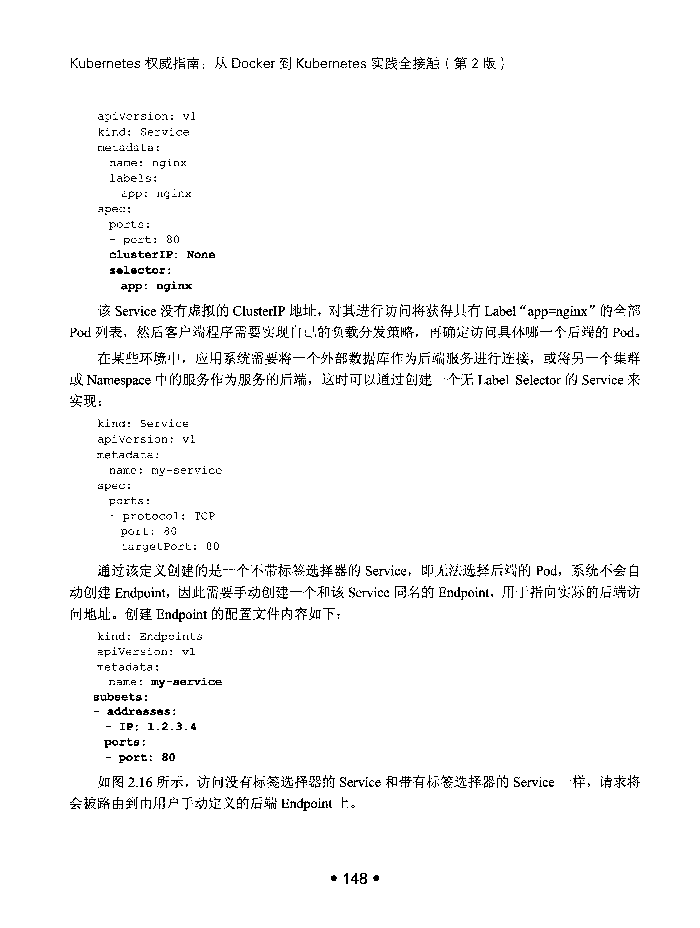 Kubernetes 权威指南：从 Docker 到 Kubernetes 实践全接触（第 2 版）
apiVersion: v1
kind: Service
metadata:
  name: nginx
  labels:
    app: nginx
spec:
  ports:
  - port: 80
  clusterIP: None
  selector:
    app: nginx
该 Service 没有虚拟的 ClusterIP 地址，对其进行访问将获得具有 Label“app=nginx”的全部
Pod 列表，然后客户端程序需要实现自己的负载分发策略，再确定访问具体哪一个后端的 Pod。
在某些环境中，应用系统需要将一个外部数据库作为后端服务进行连接，或将另一个集群
或 Namespace 中的服务作为服务的后端，这时可以通过创建一个无 Label Selector 的 Service 来
实现：
kind: Service
apiVersion: v1
metadata:
  name: my-service
spec:
  ports:
  - protocol: TCP
    port: 80
    targetPort: 80
通过该定义创建的是一个不带标签选择器的 Service，即无法选择后端的 Pod，系统不会自
动创建 Endpoint，因此需要手动创建一个和该 Service 同名的 Endpoint，用于指向实际的后端访
问地址。创建 Endpoint 的配置文件内容如下：
kind: Endpoints
apiVersion: v1
metadata:
  name: my-service
subsets:
- addresses:
  - IP: 1.2.3.4
  ports:
  - port: 80
如图 2.16 所示，访问没有标签选择器的 Service 和带有标签选择器的 Service 一样，请求将
会被路由到由用户手动定义的后端 Endpoint 上。
• 148 •